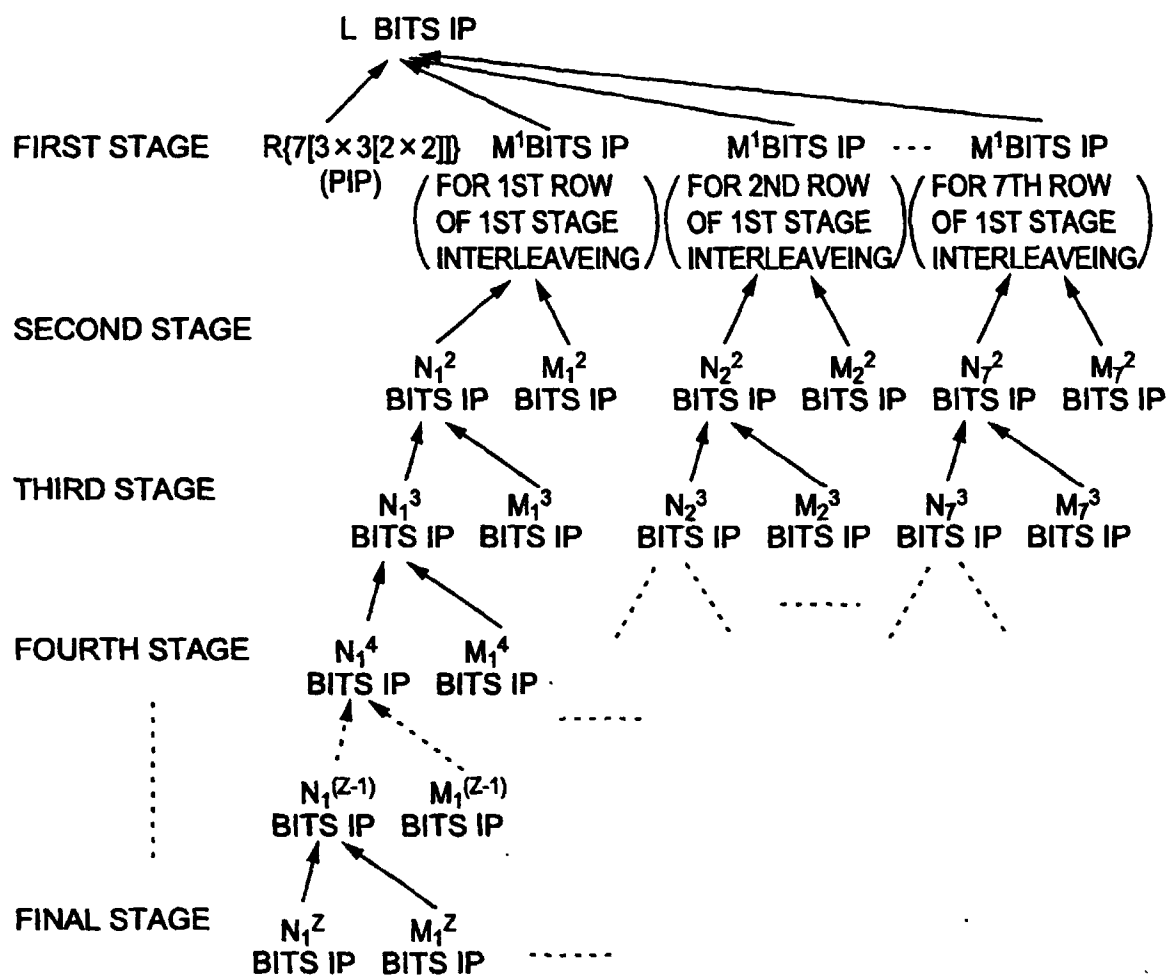 L BITS IP
FIRST STAGE R{7[3×3[2×2]]} M¹BITS IP M¹BITS IP --- M¹BITS IP
(PIP)
(FOR 1ST ROW OF 1ST STAGE INTERLEAVEING) (FOR 2ND ROW OF 1ST STAGE INTERLEAVEING) (FOR 7TH ROW OF 1ST STAGE INTERLEAVEING)
SECOND STAGE
N₁² BITS IP M₁² BITS IP N₂² BITS IP M₂² BITS IP N₇² BITS IP M₇² BITS IP
THIRD STAGE
N₁³ BITS IP M₁³ BITS IP N₂³ BITS IP M₂³ BITS IP N₇³ BITS IP M₇³ BITS IP
FOURTH STAGE
N₁⁴ BITS IP M₁⁴ BITS IP
N₁^(Z-1) BITS IP M₁^(Z-1) BITS IP
FINAL STAGE
N₁^Z BITS IP M₁^Z BITS IP